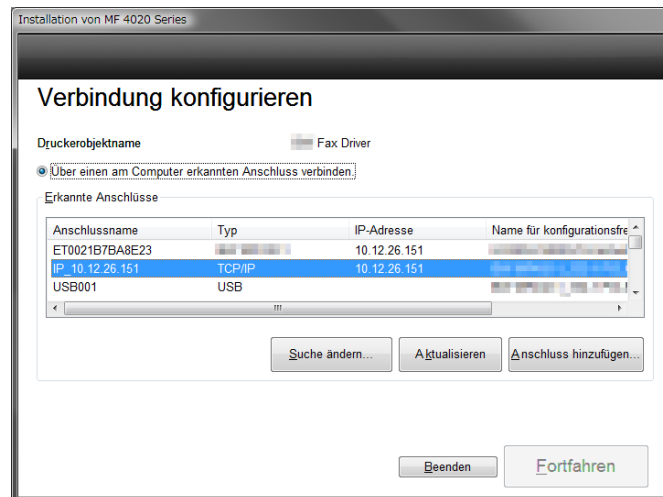 Installation von MF 4020 Series
Verbindung konfigurieren
Druckerobjektname Fax Driver
Über einen am Computer erkannten Anschluss verbinden.
Erkannte Anschlüsse
Anschlussname Typ IP-Adresse Name für konfigurationsfre
ET0021B7BA8E23 10.12.26.151
IP_10.12.26.151 TCP/IP 10.12.26.151
USB001 USB
Suche ändern... Aktualisieren Anschluss hinzufügen...
Beenden Fortfahren